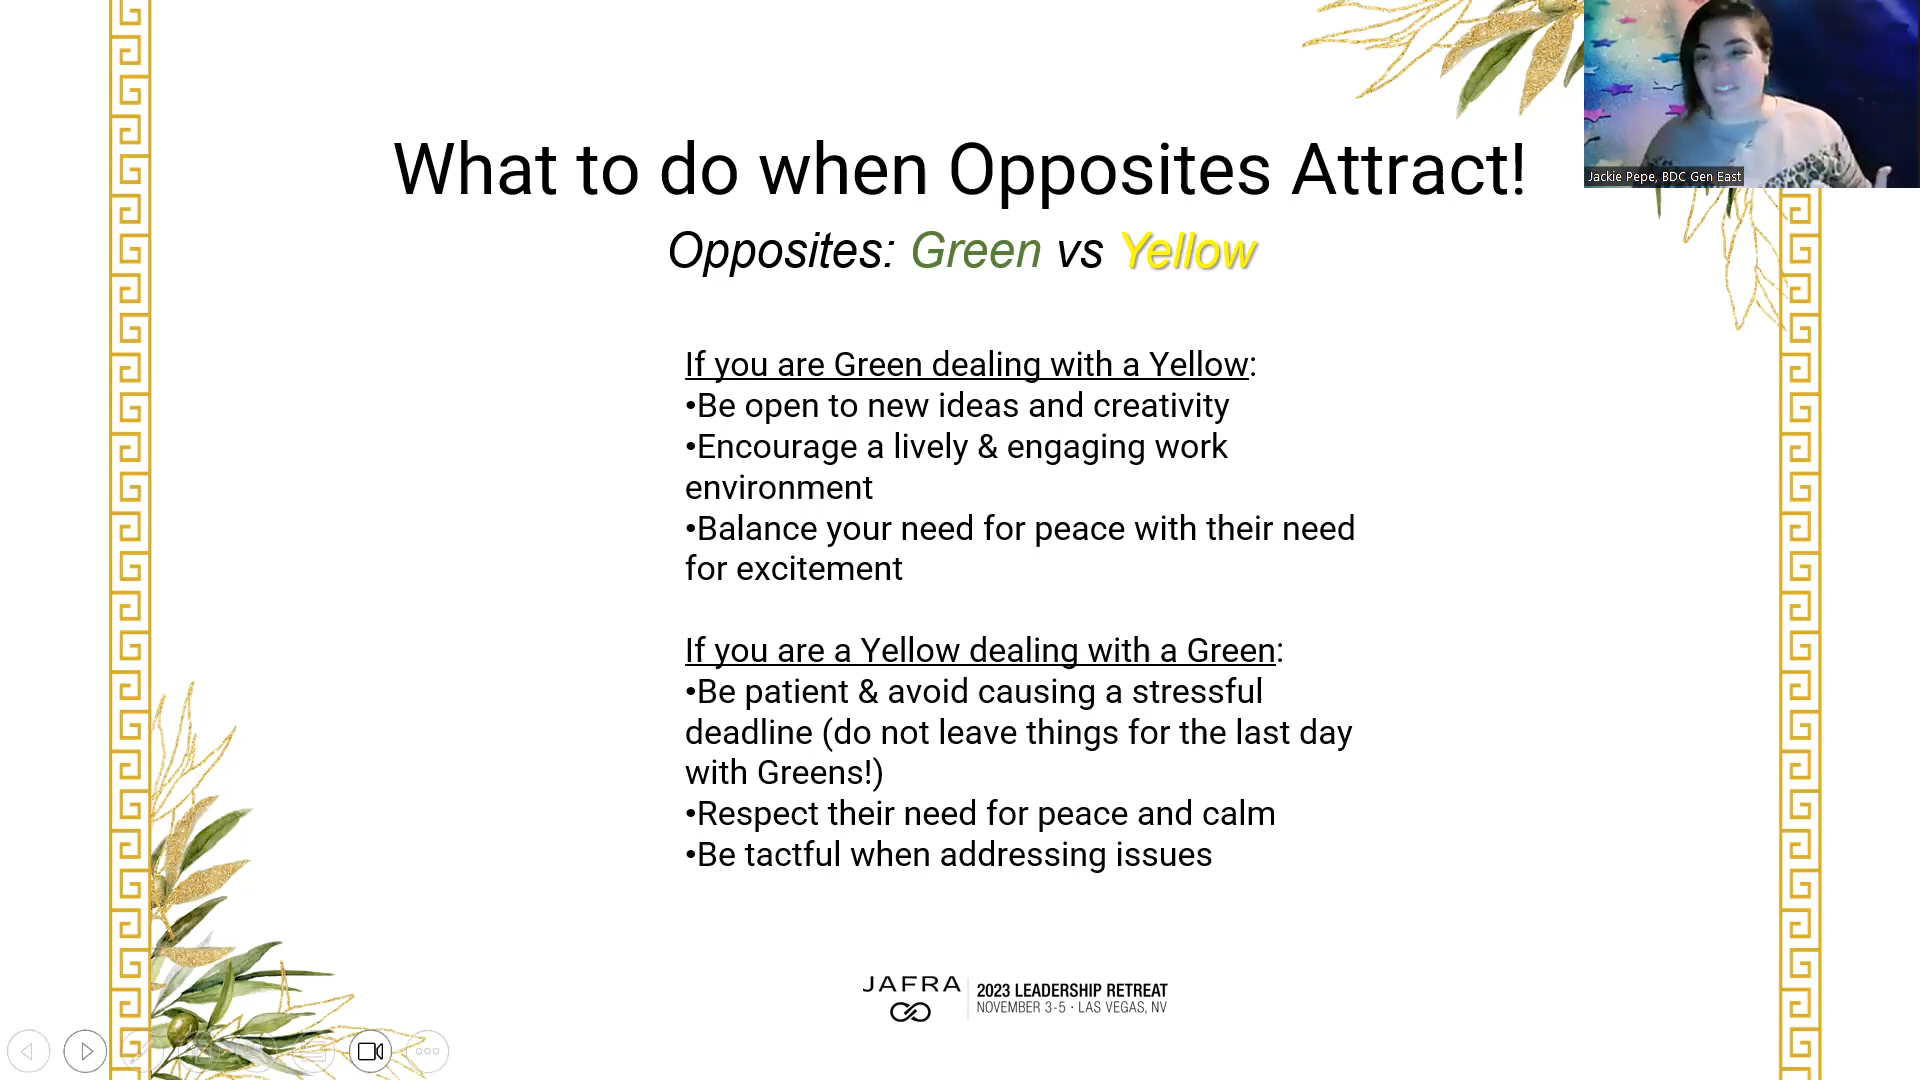 What to do when Opposites Attract!
Opposites: Green vs Yellow
Jackie Pepe, BDC Gen East
If you are Green dealing with a Yellow:
•Be open to new ideas and creativity
•Encourage a lively & engaging work
environment
•Balance your need for peace with their need
for excitement
If you are a Yellow dealing with a Green:
•Be patient & avoid causing a stressful
deadline (do not leave things for the last day
with Greens!)
•Respect their need for peace and calm
•Be tactful when addressing issues
JAFRA
2023 LEADERSHIP RETREAT
NOVEMBER 3-5 · LAS VEGAS, NV